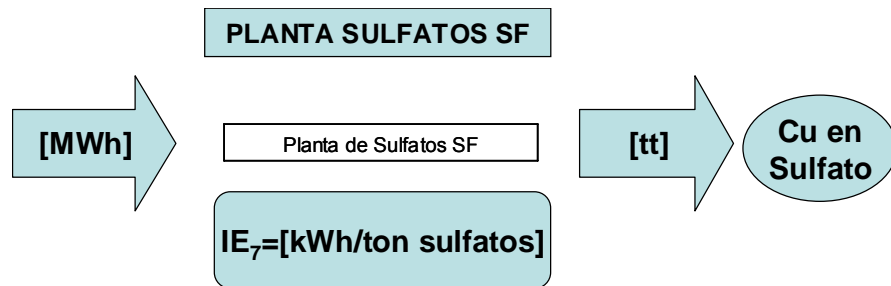 PLANTA SULFATOS SF
[MWh]
Planta de Sulfatos SF
[tt]
Cu en
Sulfato
IE₇=[kWh/ton sulfatos]